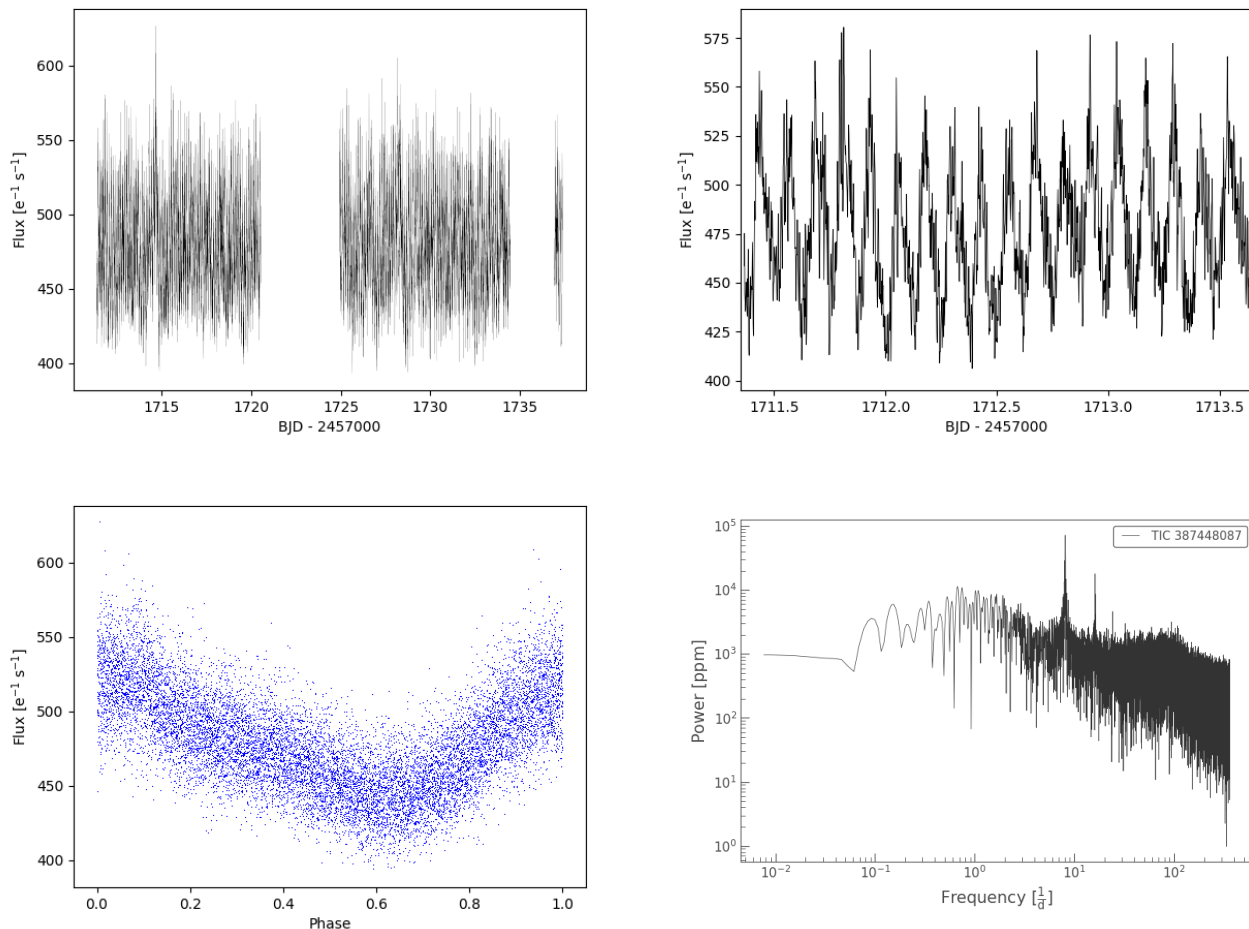 600
550
500
450
400
Flux [e⁻¹ s⁻¹]
1715 1720 1725 1730 1735
BJD - 2457000
575
550
525
500
475
450
425
400
Flux [e⁻¹ s⁻¹]
1711.5 1712.0 1712.5 1713.0 1713.5
BJD - 2457000
600
550
500
450
400
Flux [e⁻¹ s⁻¹]
0.0 0.2 0.4 0.6 0.8 1.0
Phase
TIC 387448087
10⁵
10⁴
10³
10²
10¹
10⁰
Power [ppm]
10⁻² 10⁻¹ 10⁰ 10¹ 10²
Frequency [1/d]